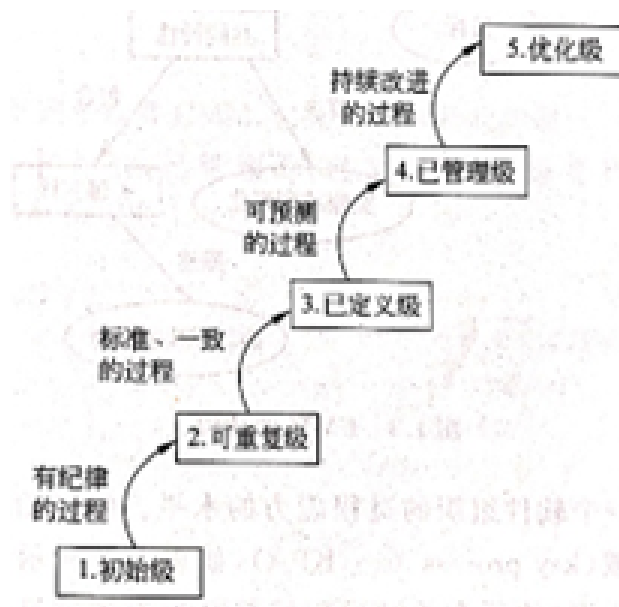 5.优化级
持续改进
的过程
4.已管理级
可预测
的过程
3.已定义级
标准、一致
的过程
2.可重复级
有纪律
的过程
1.初始级